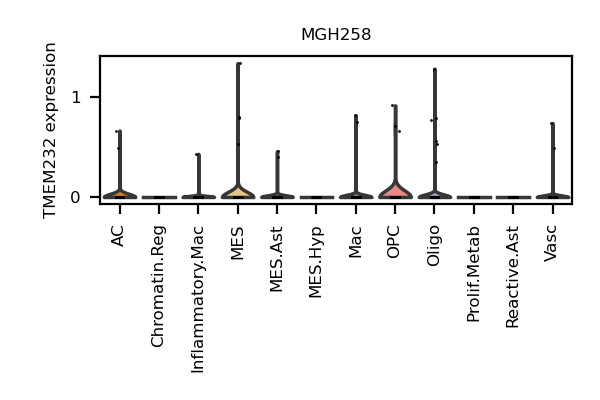 MGH258
TMEM232 expression
1
0
AC
Chromatin.Reg
Inflammatory.Mac
MES
MES.Ast
MES.Hyp
Mac
OPC
Oligo
Prolif.Metab
Reactive.Ast
Vasc